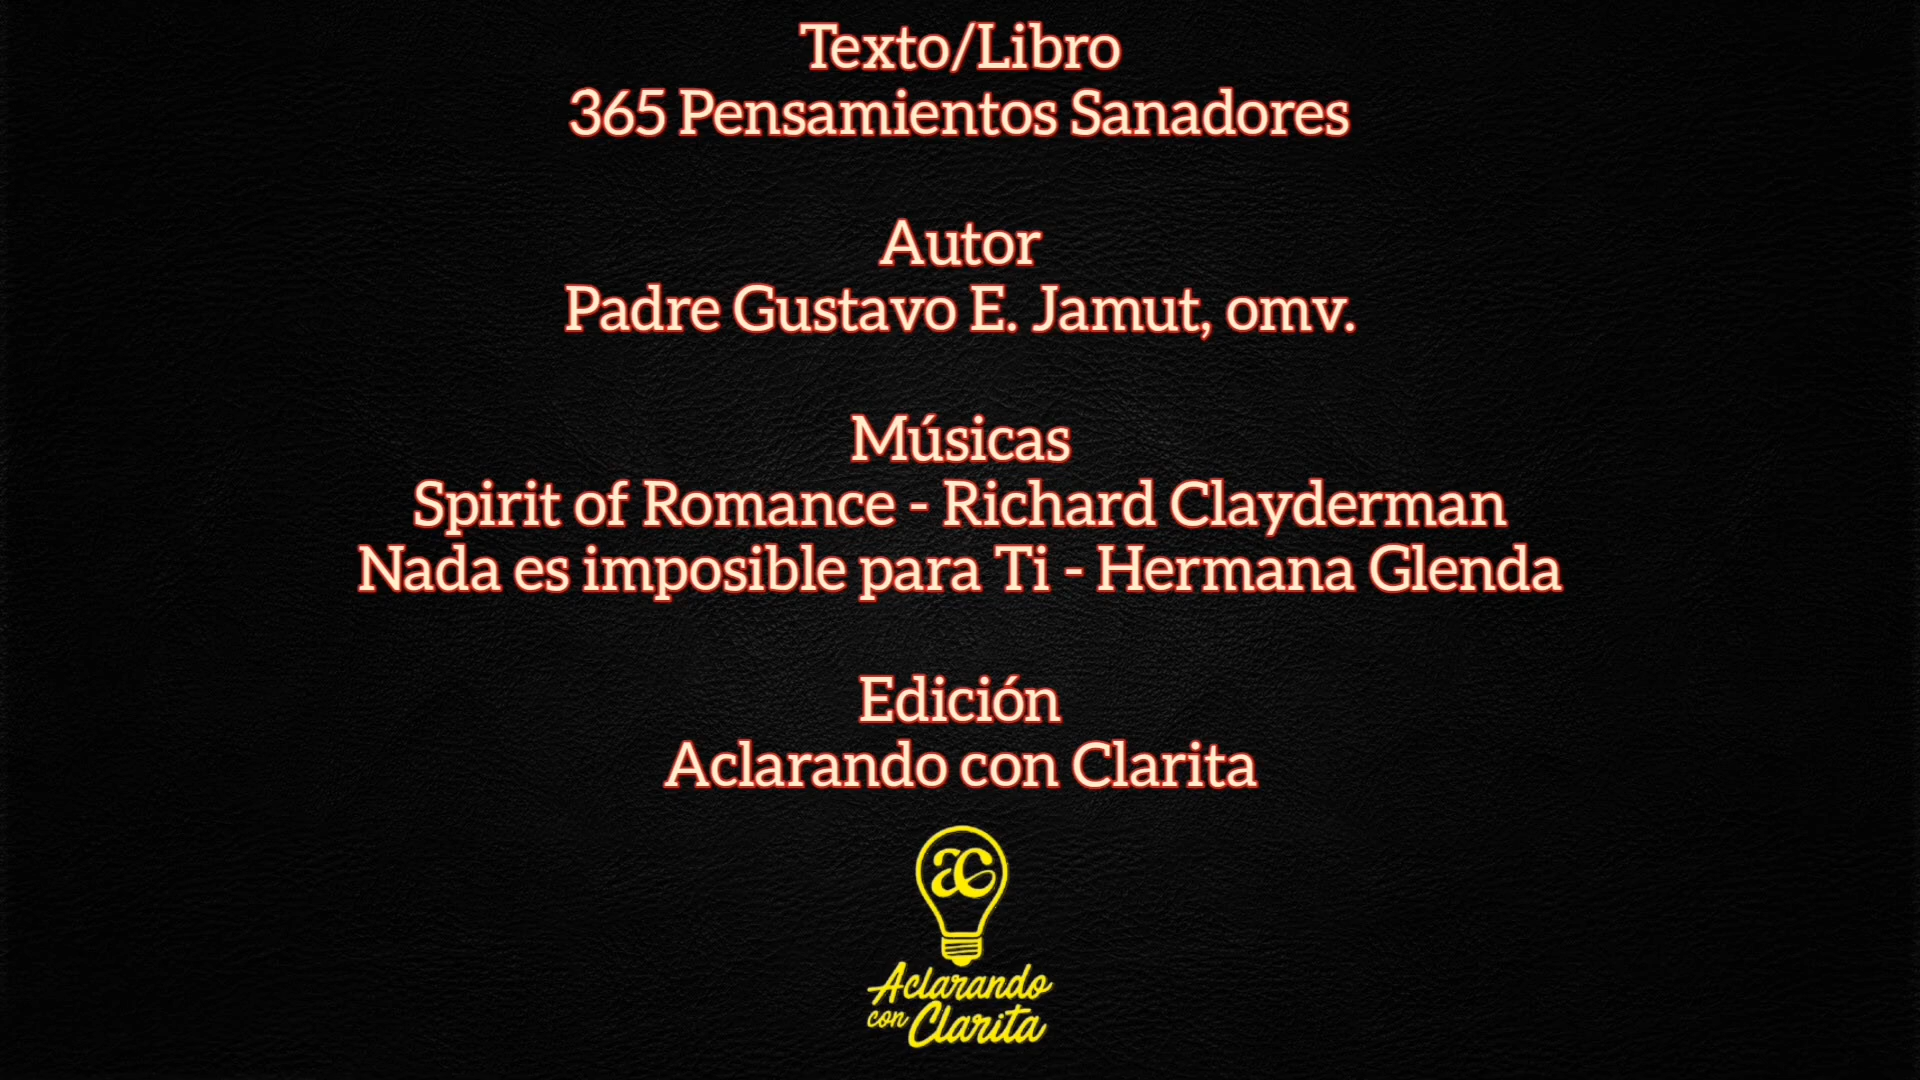 Texto/Libro
365 Pensamientos Sanadores
Autor
Padre Gustavo E. Jamut, omv.
Músicas
Spirit of Romance - Richard Clayderman
Nada es imposible para Ti - Hermana Glenda
Edición
Aclarando con Clarita
ac
Aclarando
con Clarita